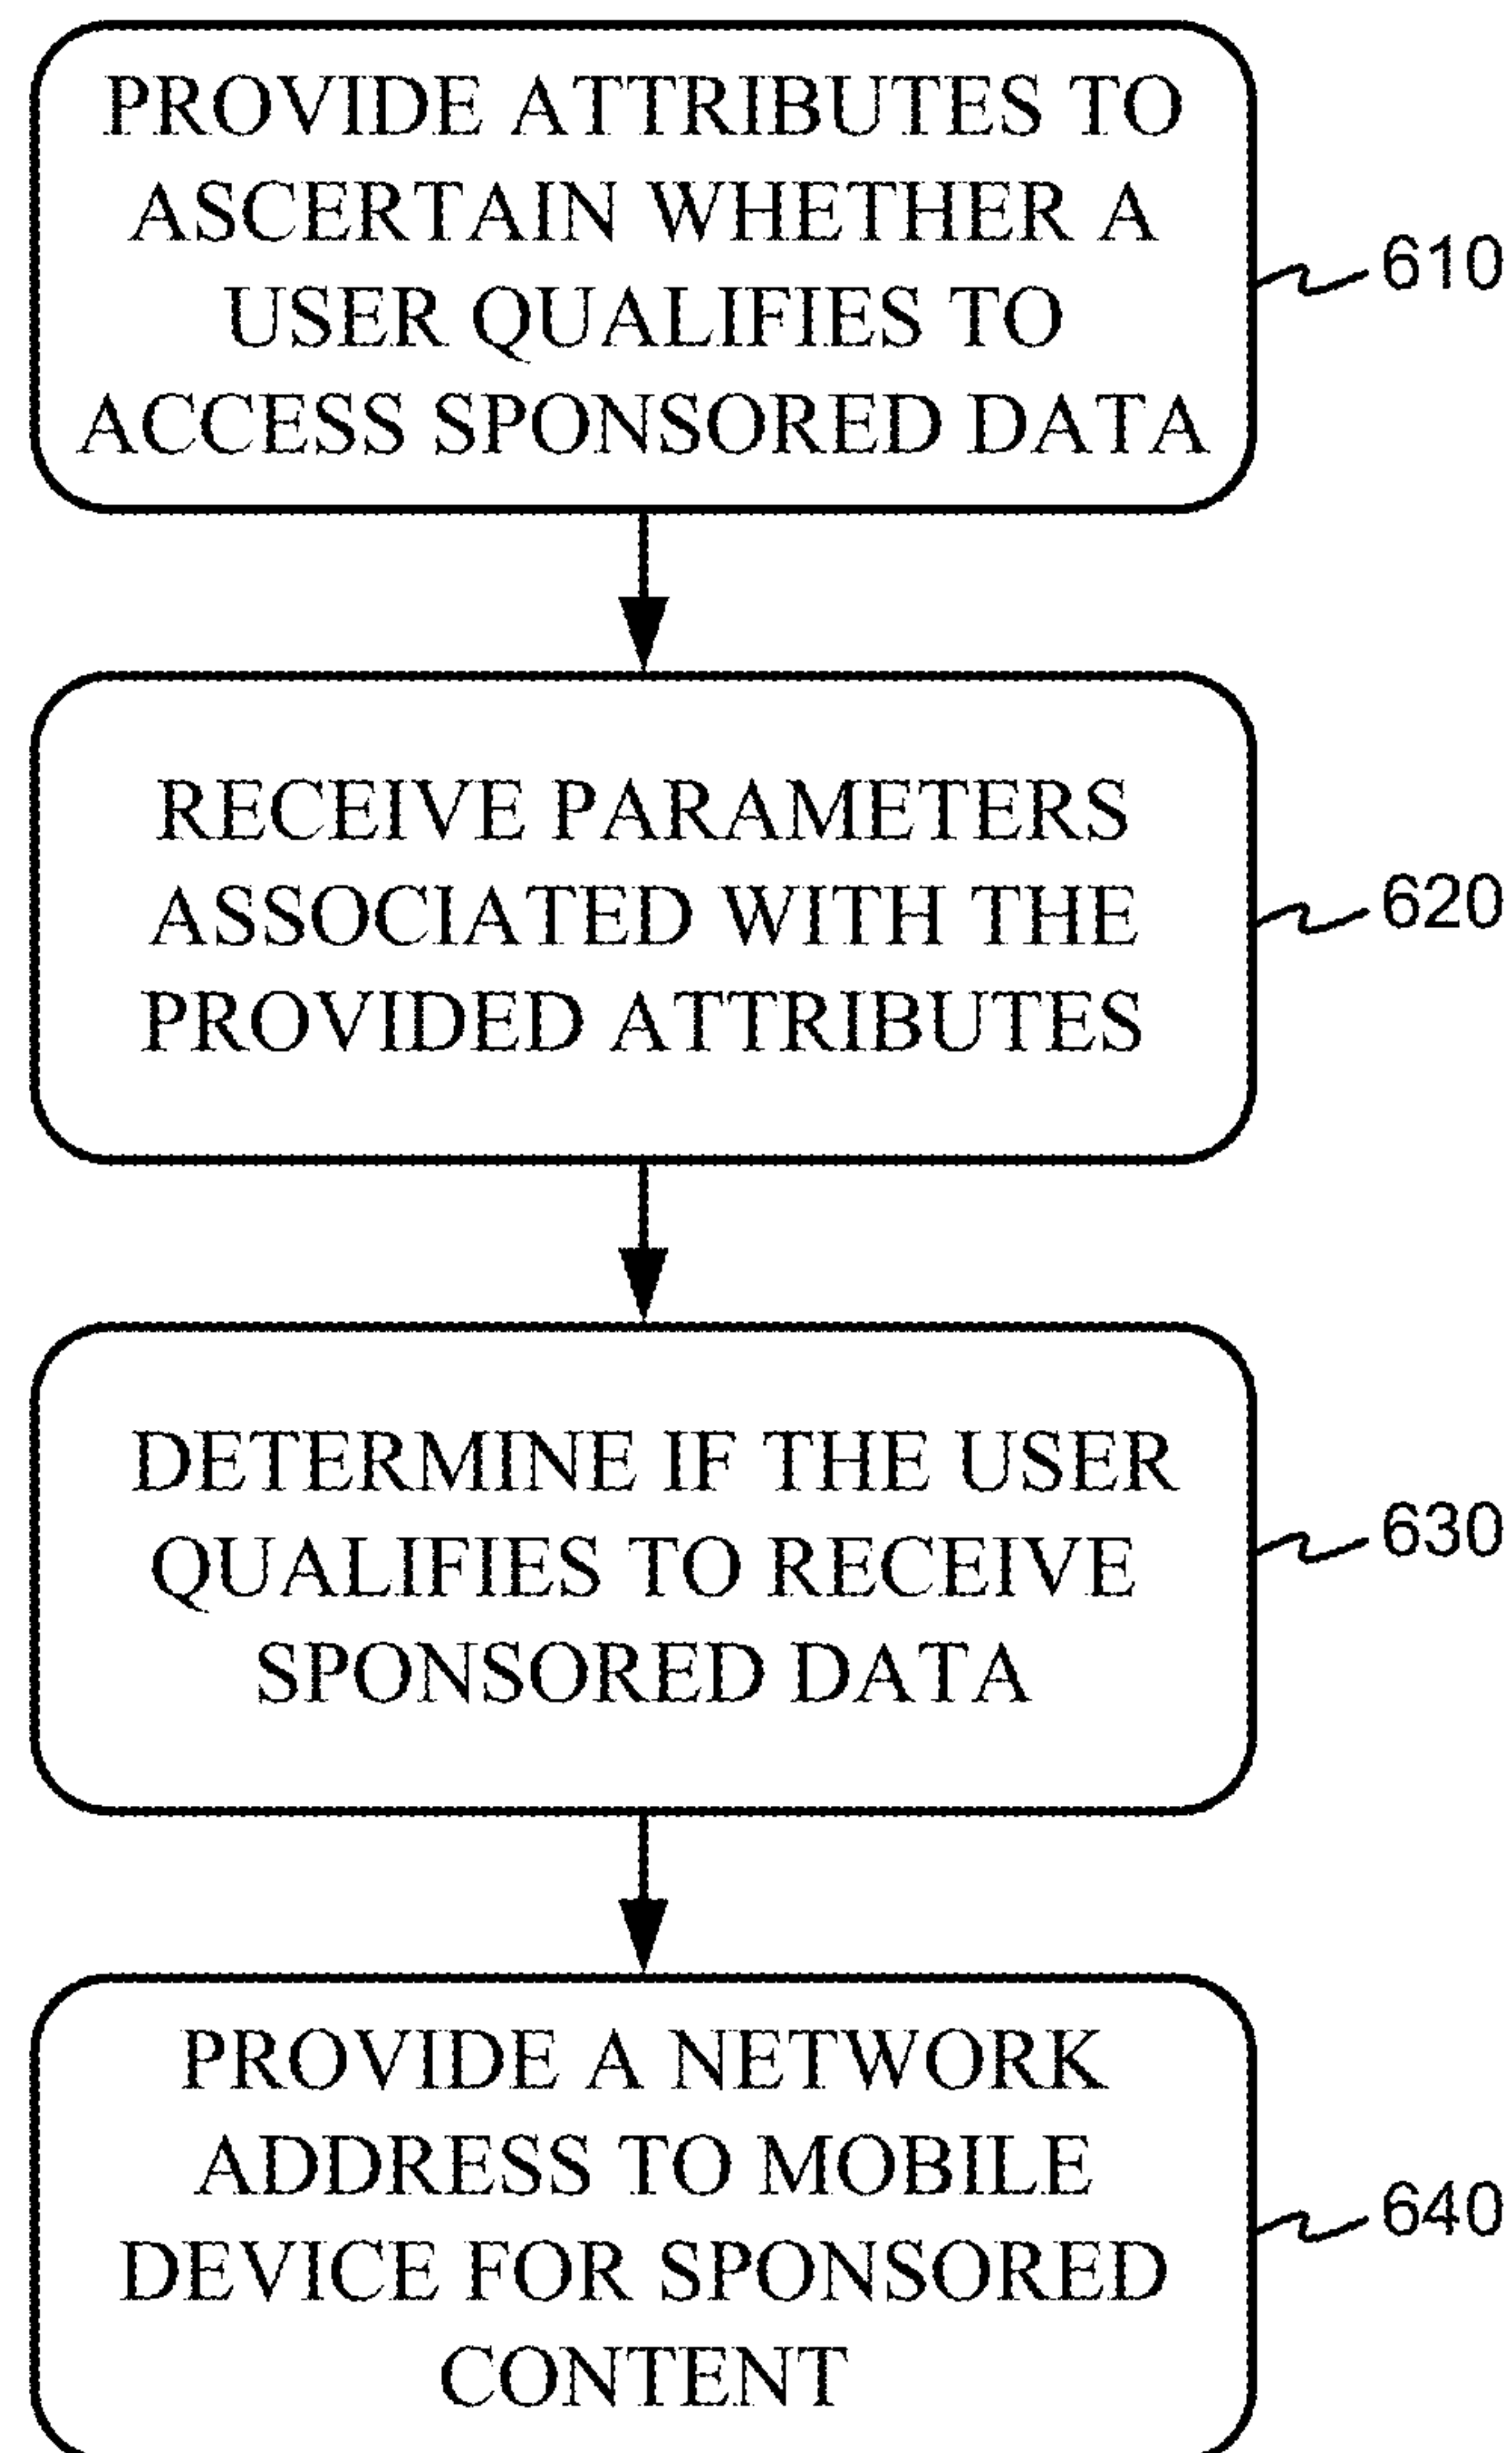 PROVIDE ATTRIBUTES TO
ASCERTAIN WHETHER A
USER QUALIFIES TO
ACCESS SPONSORED DATA
610
RECEIVE PARAMETERS
ASSOCIATED WITH THE
PROVIDED ATTRIBUTES
620
DETERMINE IF THE USER
QUALIFIES TO RECEIVE
SPONSORED DATA
630
PROVIDE A NETWORK
ADDRESS TO MOBILE
DEVICE FOR SPONSORED
CONTENT
640